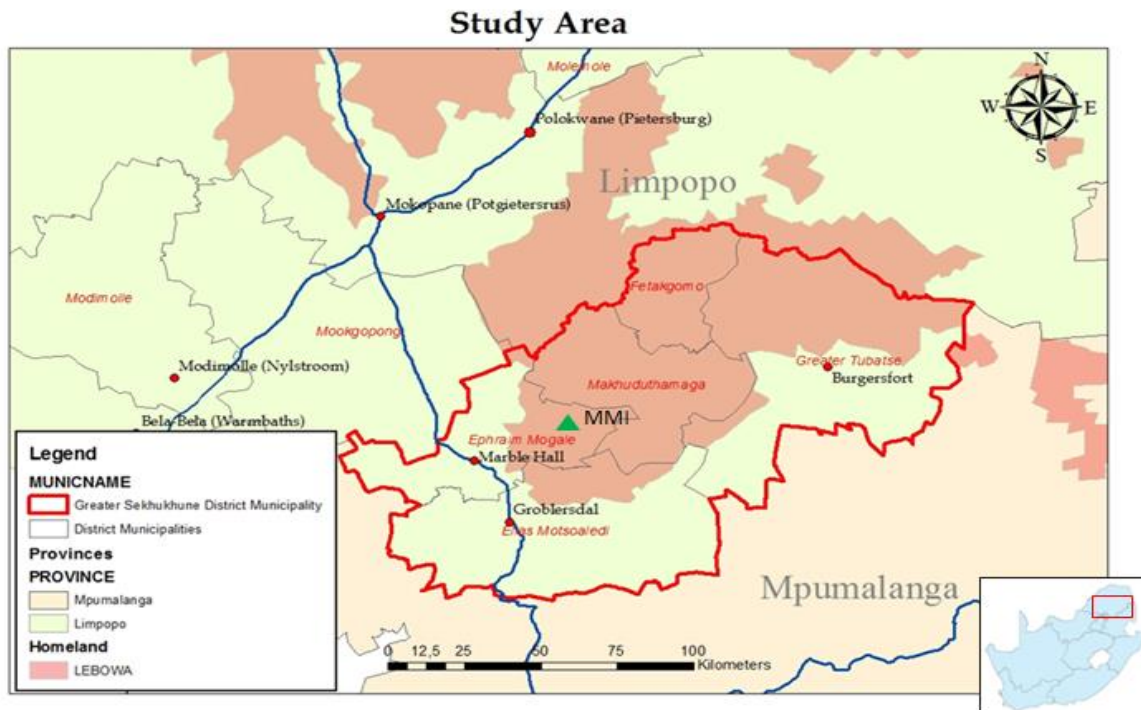 Study Area
Molemole
N
W E
S
Polokwane (Pietersburg)
Limpopo
Mokopane (Potgietersrus)
Modimolle
Mookgopong
Fetakgomo
Modimolle (Nylstroom)
Greater Tubatse
Burgersfort
Makhuduthamaga
Bela-Bela (Warmbaths)
MMI
Ephraim Mogale
Marble Hall
Groblersdal
Elias Motsoaledi
Mpumalanga
Legend
MUNICNAME
Greater Sekhukhune District Municipality
District Municipalities
Provinces
PROVINCE
Mpumalanga
Limpopo
Homeland
LEBOWA
0 12,5 25 50 75 100
Kilometers